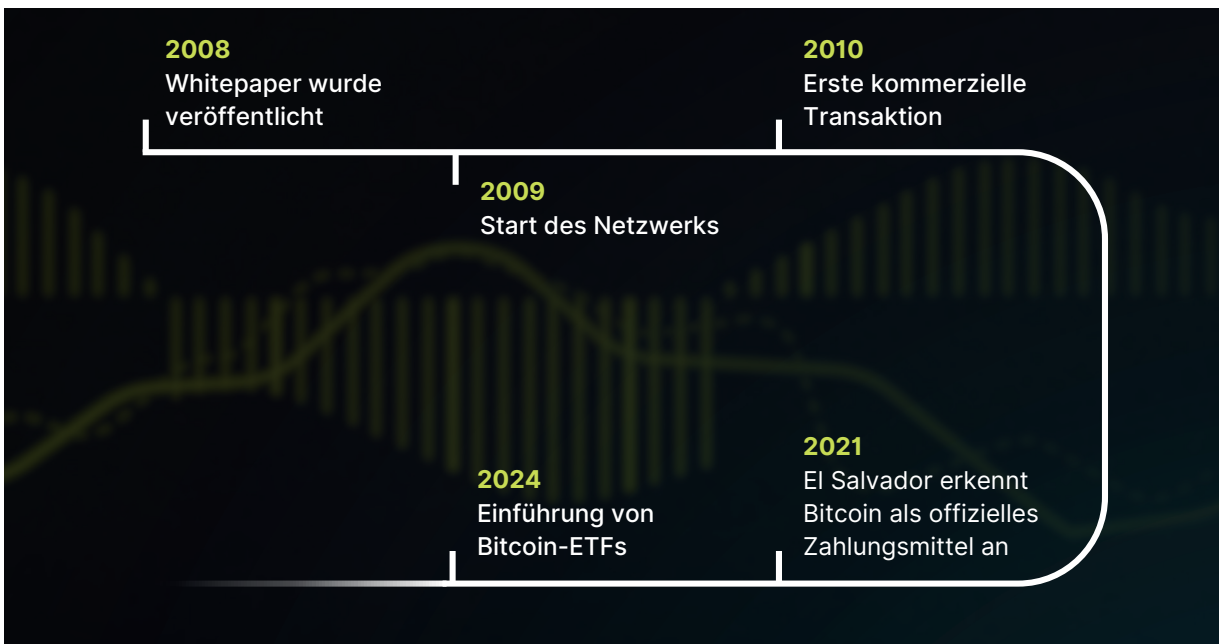 2008
Whitepaper wurde
veröffentlicht
2009
Start des Netzwerks
2010
Erste kommerzielle
Transaktion
2021
El Salvador erkennt
Bitcoin als offizielles
Zahlungsmittel an
2024
Einführung von
Bitcoin-ETFs